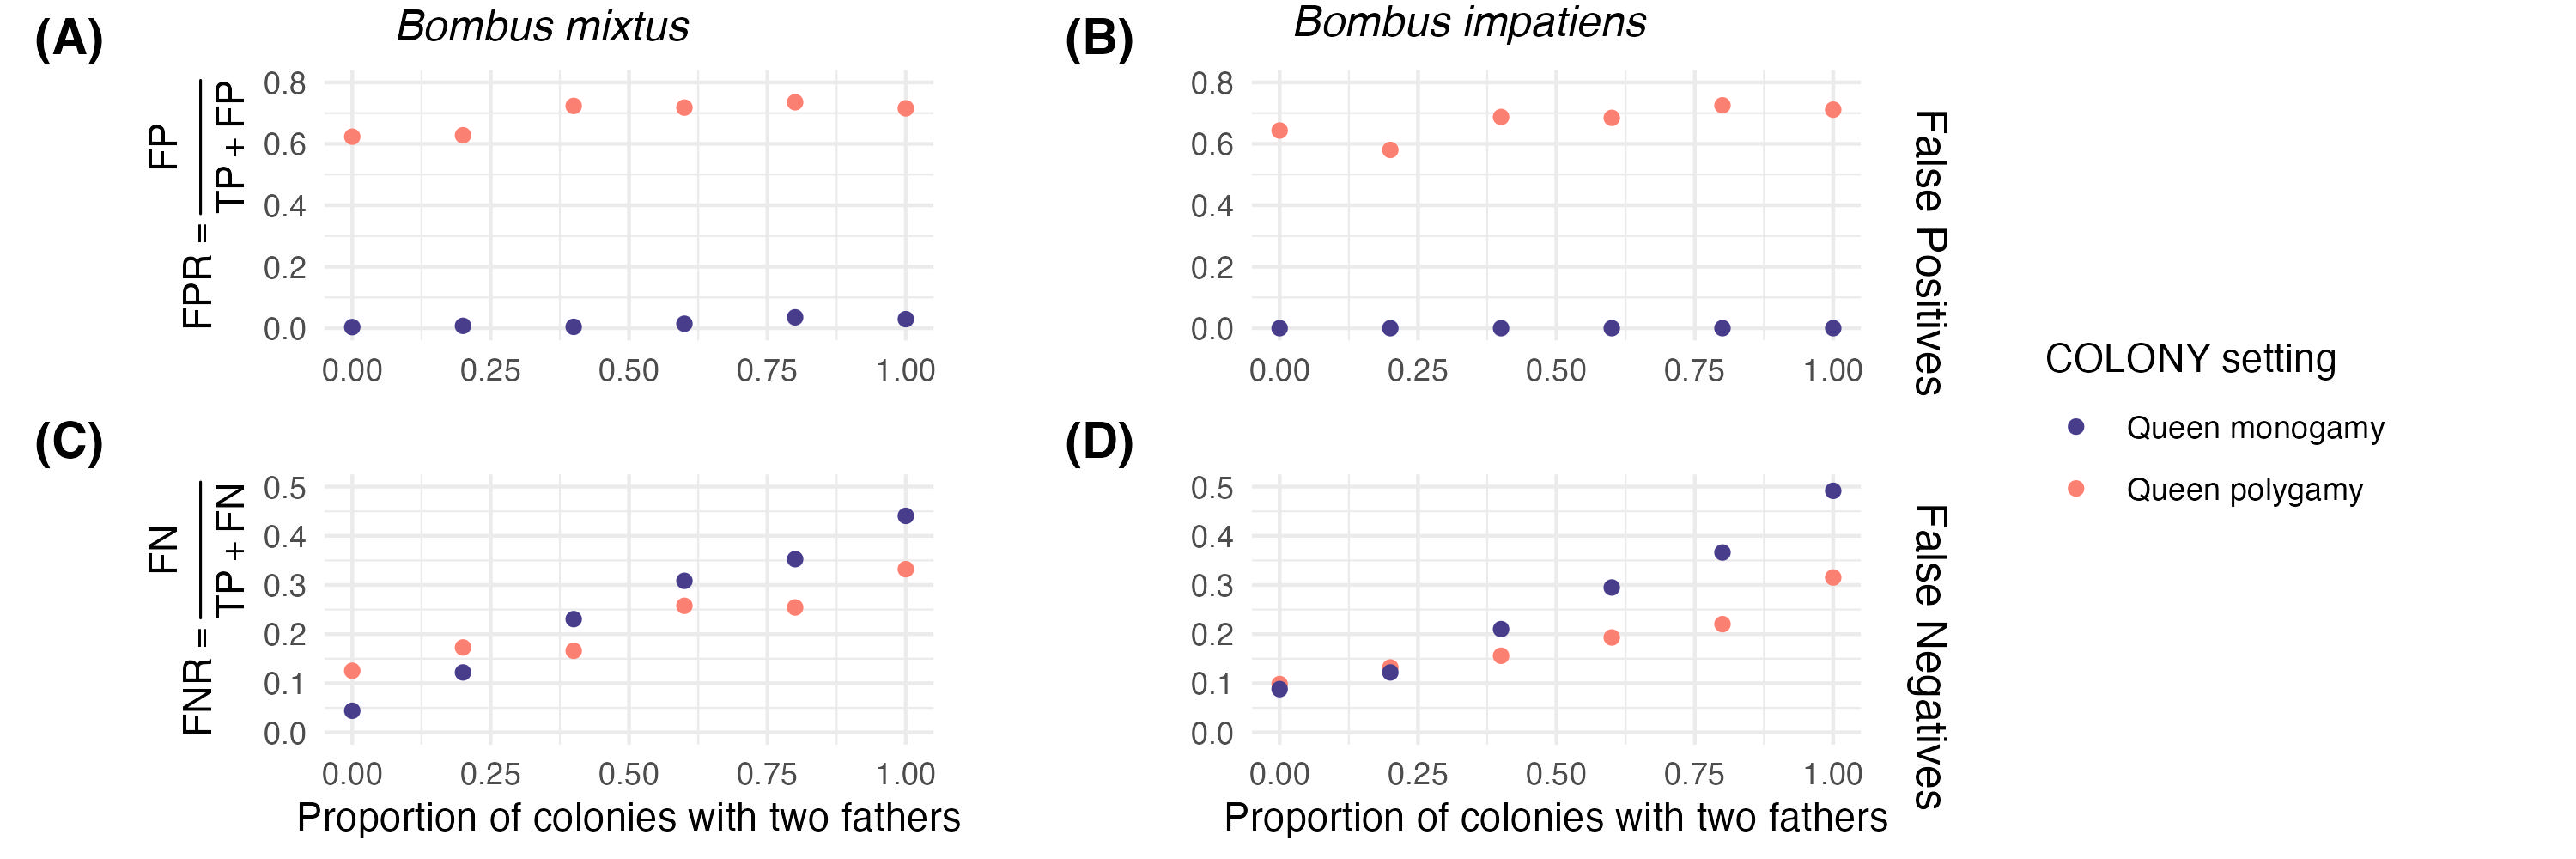 (A)
Bombus mixtus
FPR = FP
TP + FP
0.8
0.6
0.4
0.2
0.0
0.00 0.25 0.50 0.75 1.00
(B)
Bombus impatiens
0.8
0.6
0.4
0.2
0.0
0.00 0.25 0.50 0.75 1.00
False Positives
(C)
FNR = FN
TP + FN
0.5
0.4
0.3
0.2
0.1
0.0
0.00 0.25 0.50 0.75 1.00
Proportion of colonies with two fathers
(D)
0.5
0.4
0.3
0.2
0.1
0.0
0.00 0.25 0.50 0.75 1.00
Proportion of colonies with two fathers
False Negatives
COLONY setting
Queen monogamy
Queen polygamy